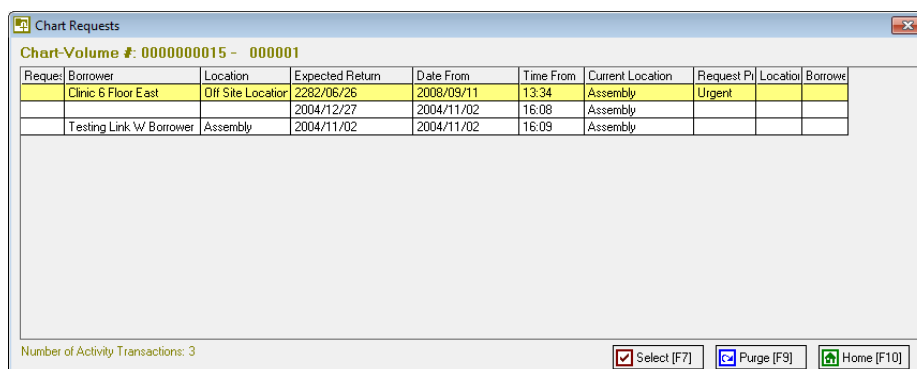 Chart Requests
Chart-Volume #: 0000000015 - 000001
Reques Borrower Location Expected Return Date From Time From Current Location Request Pr Location Borrowe
Clinic 6 Floor East Off Site Location 2282/06/26 2008/09/11 13:34 Assembly Urgent
2004/12/27 2004/11/02 16:08 Assembly
Testing Link W Borrower Assembly 2004/11/02 2004/11/02 16:09 Assembly
Number of Activity Transactions: 3
Select [F7] Purge [F9] Home [F10]